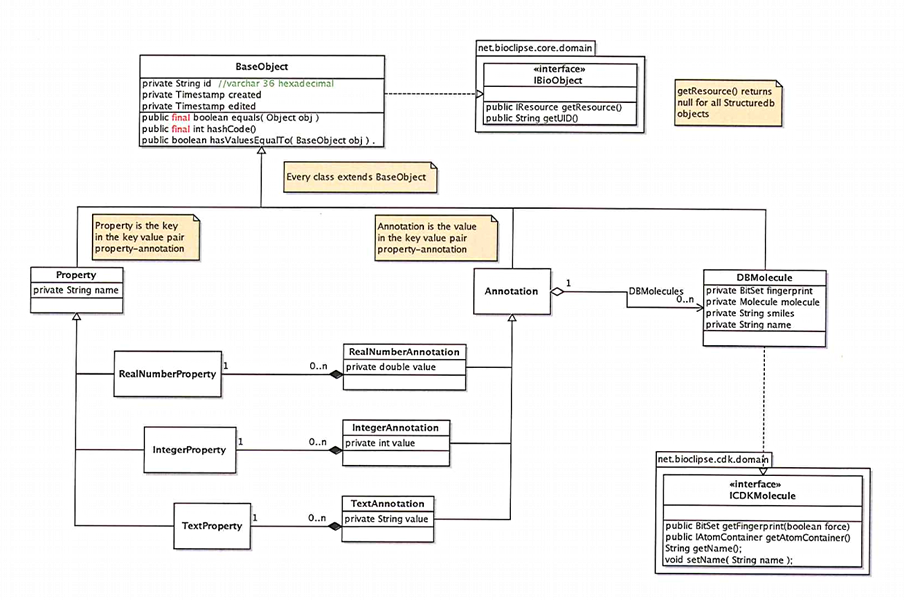 BaseObject
private String id //varchar 36 hexadecimal
private Timestamp created
private Timestamp edited
public final boolean equals( Object obj )
public final int hashCode()
public boolean hasValuesEqualTo( BaseObject obj ) .
net.bioclipse.core.domain
«interface»
IBioObject
public IResource getResource()
public String getUID()
getResource() returns
null for all Structuredb
objects
Every class extends BaseObject
Property is the key
in the key value pair
property-annotation
Annotation is the value
in the key value pair
property-annotation
Property
private String name
Annotation
1
DBMolecules
0..n
DBMolecule
private BitSet fingerprint
private Molecule molecule
private String smiles
private String name
RealNumberProperty
1
0..n
RealNumberAnnotation
private double value
IntegerProperty
1
0..n
IntegerAnnotation
private int value
TextProperty
1
0..n
TextAnnotation
private String value
net.bioclipse.cdk.domain
«interface»
ICDKMolecule
public BitSet getFingerprint(boolean force)
public IAtomContainer getAtomContainer()
String getName();
void setName( String name );